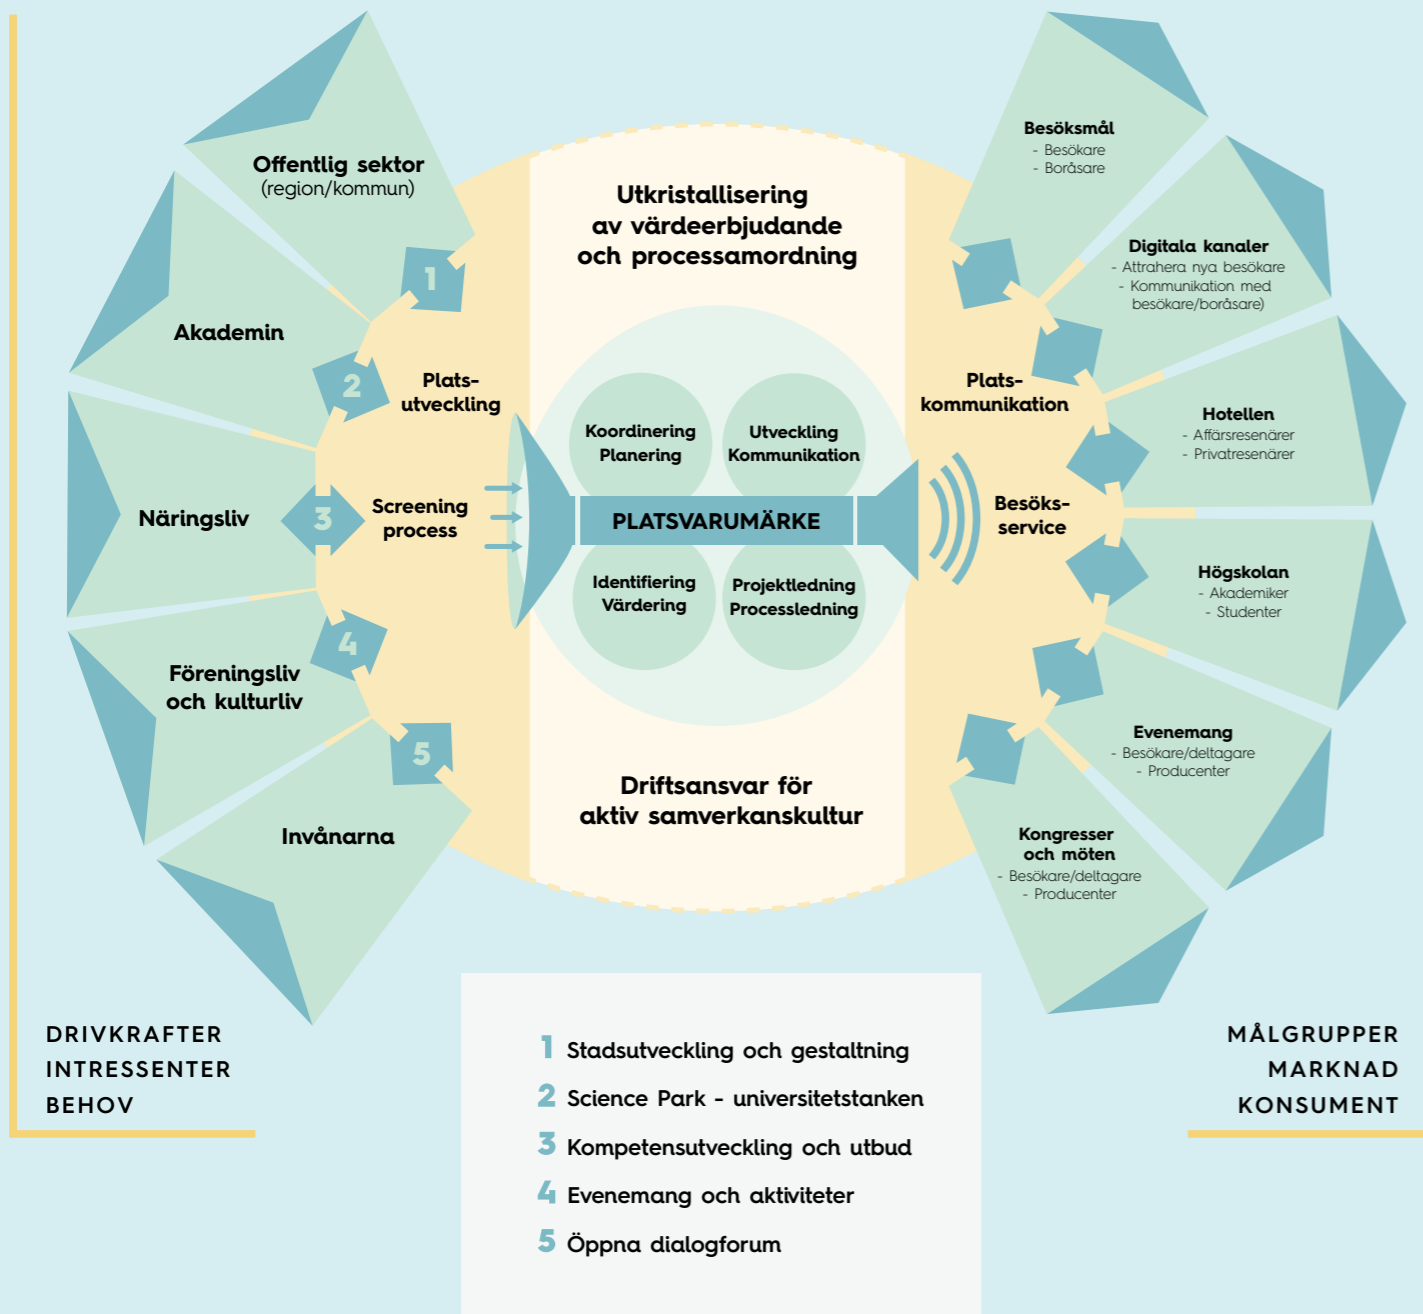 Offentlig sektor
(region/kommun)
1
Akademin
2
Näringsliv
3
Föreningsliv
och kulturliv
4
Invånarna
5
Plats-
utveckling
Screening
process
Utkristallisering
av värdeerbjudande
och processamordning
Koordinering
Planering
Utveckling
Kommunikation
PLATSVARUMÄRKE
Identifiering
Värdering
Projektledning
Processledning
Driftsansvar för
aktiv samverkanskultur
Plats-
kommunikation
Besöks-
service
Besöksmål
- Besökare
- Boråsare
Digitala kanaler
- Attrahera nya besökare
- Kommunikation med
besökare/boråsare)
Hotellen
- Affärsresenärer
- Privatresenärer
Högskolan
- Akademiker
- Studenter
Evenemang
- Besökare/deltagare
- Producenter
Kongresser
och möten
- Besökare/deltagare
- Producenter
DRIVKRAFTER
INTRESSENTER
BEHOV
1 Stadsutveckling och gestaltning
2 Science Park - universitetstanken
3 Kompetensutveckling och utbud
4 Evenemang och aktiviteter
5 Öppna dialogforum
MÅLGRUPPER
MARKNAD
KONSUMENT